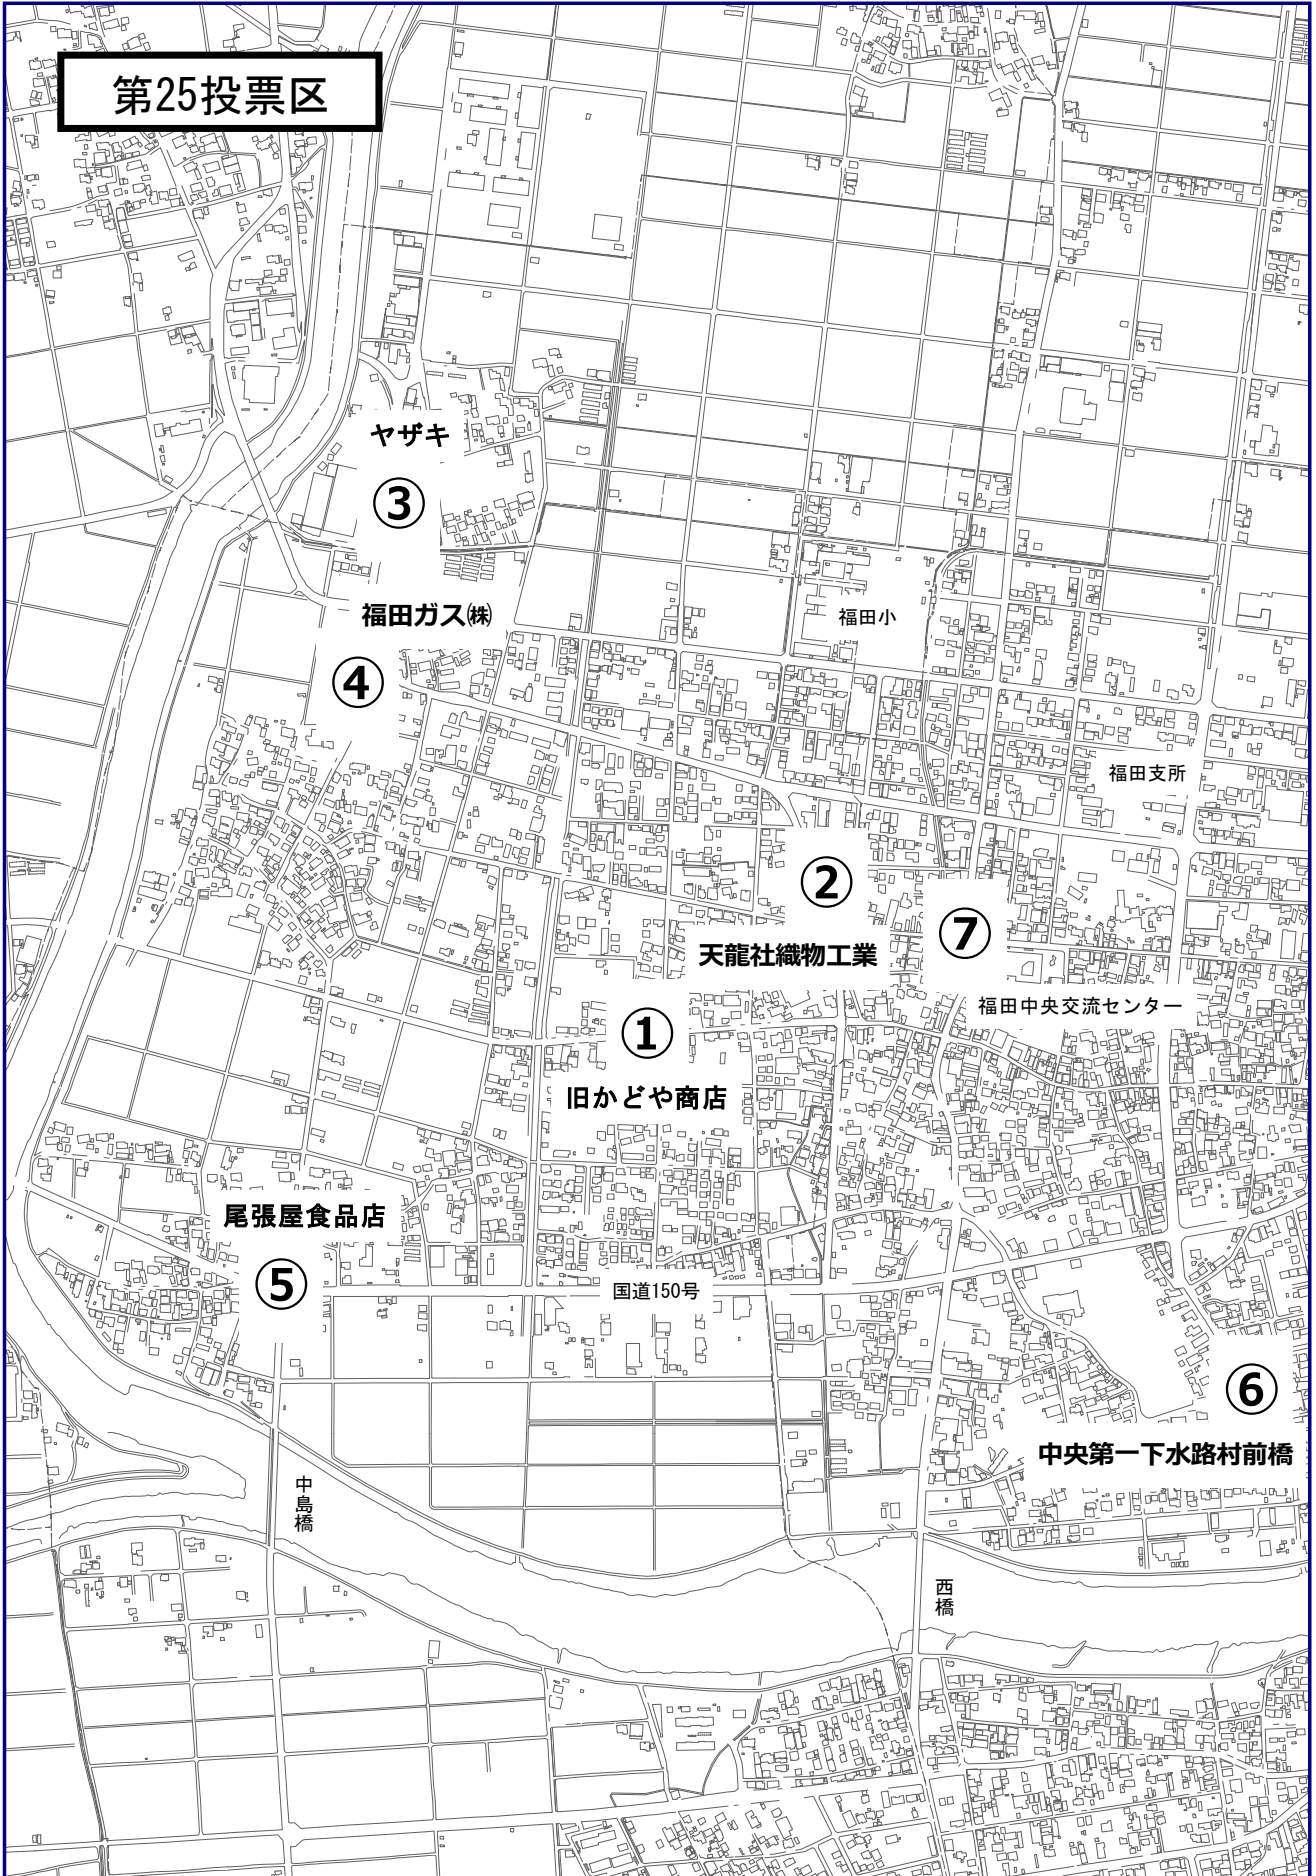 第25投票区
ヤザキ
③
福田ガス㈱
福田小
④
福田支所
②
⑦
天龍社織物工業
福田中央交流センター
①
旧かどや商店
尾張屋食品店
⑤
国道150号
⑥
中央第一下水路村前橋
中島橋
西橋